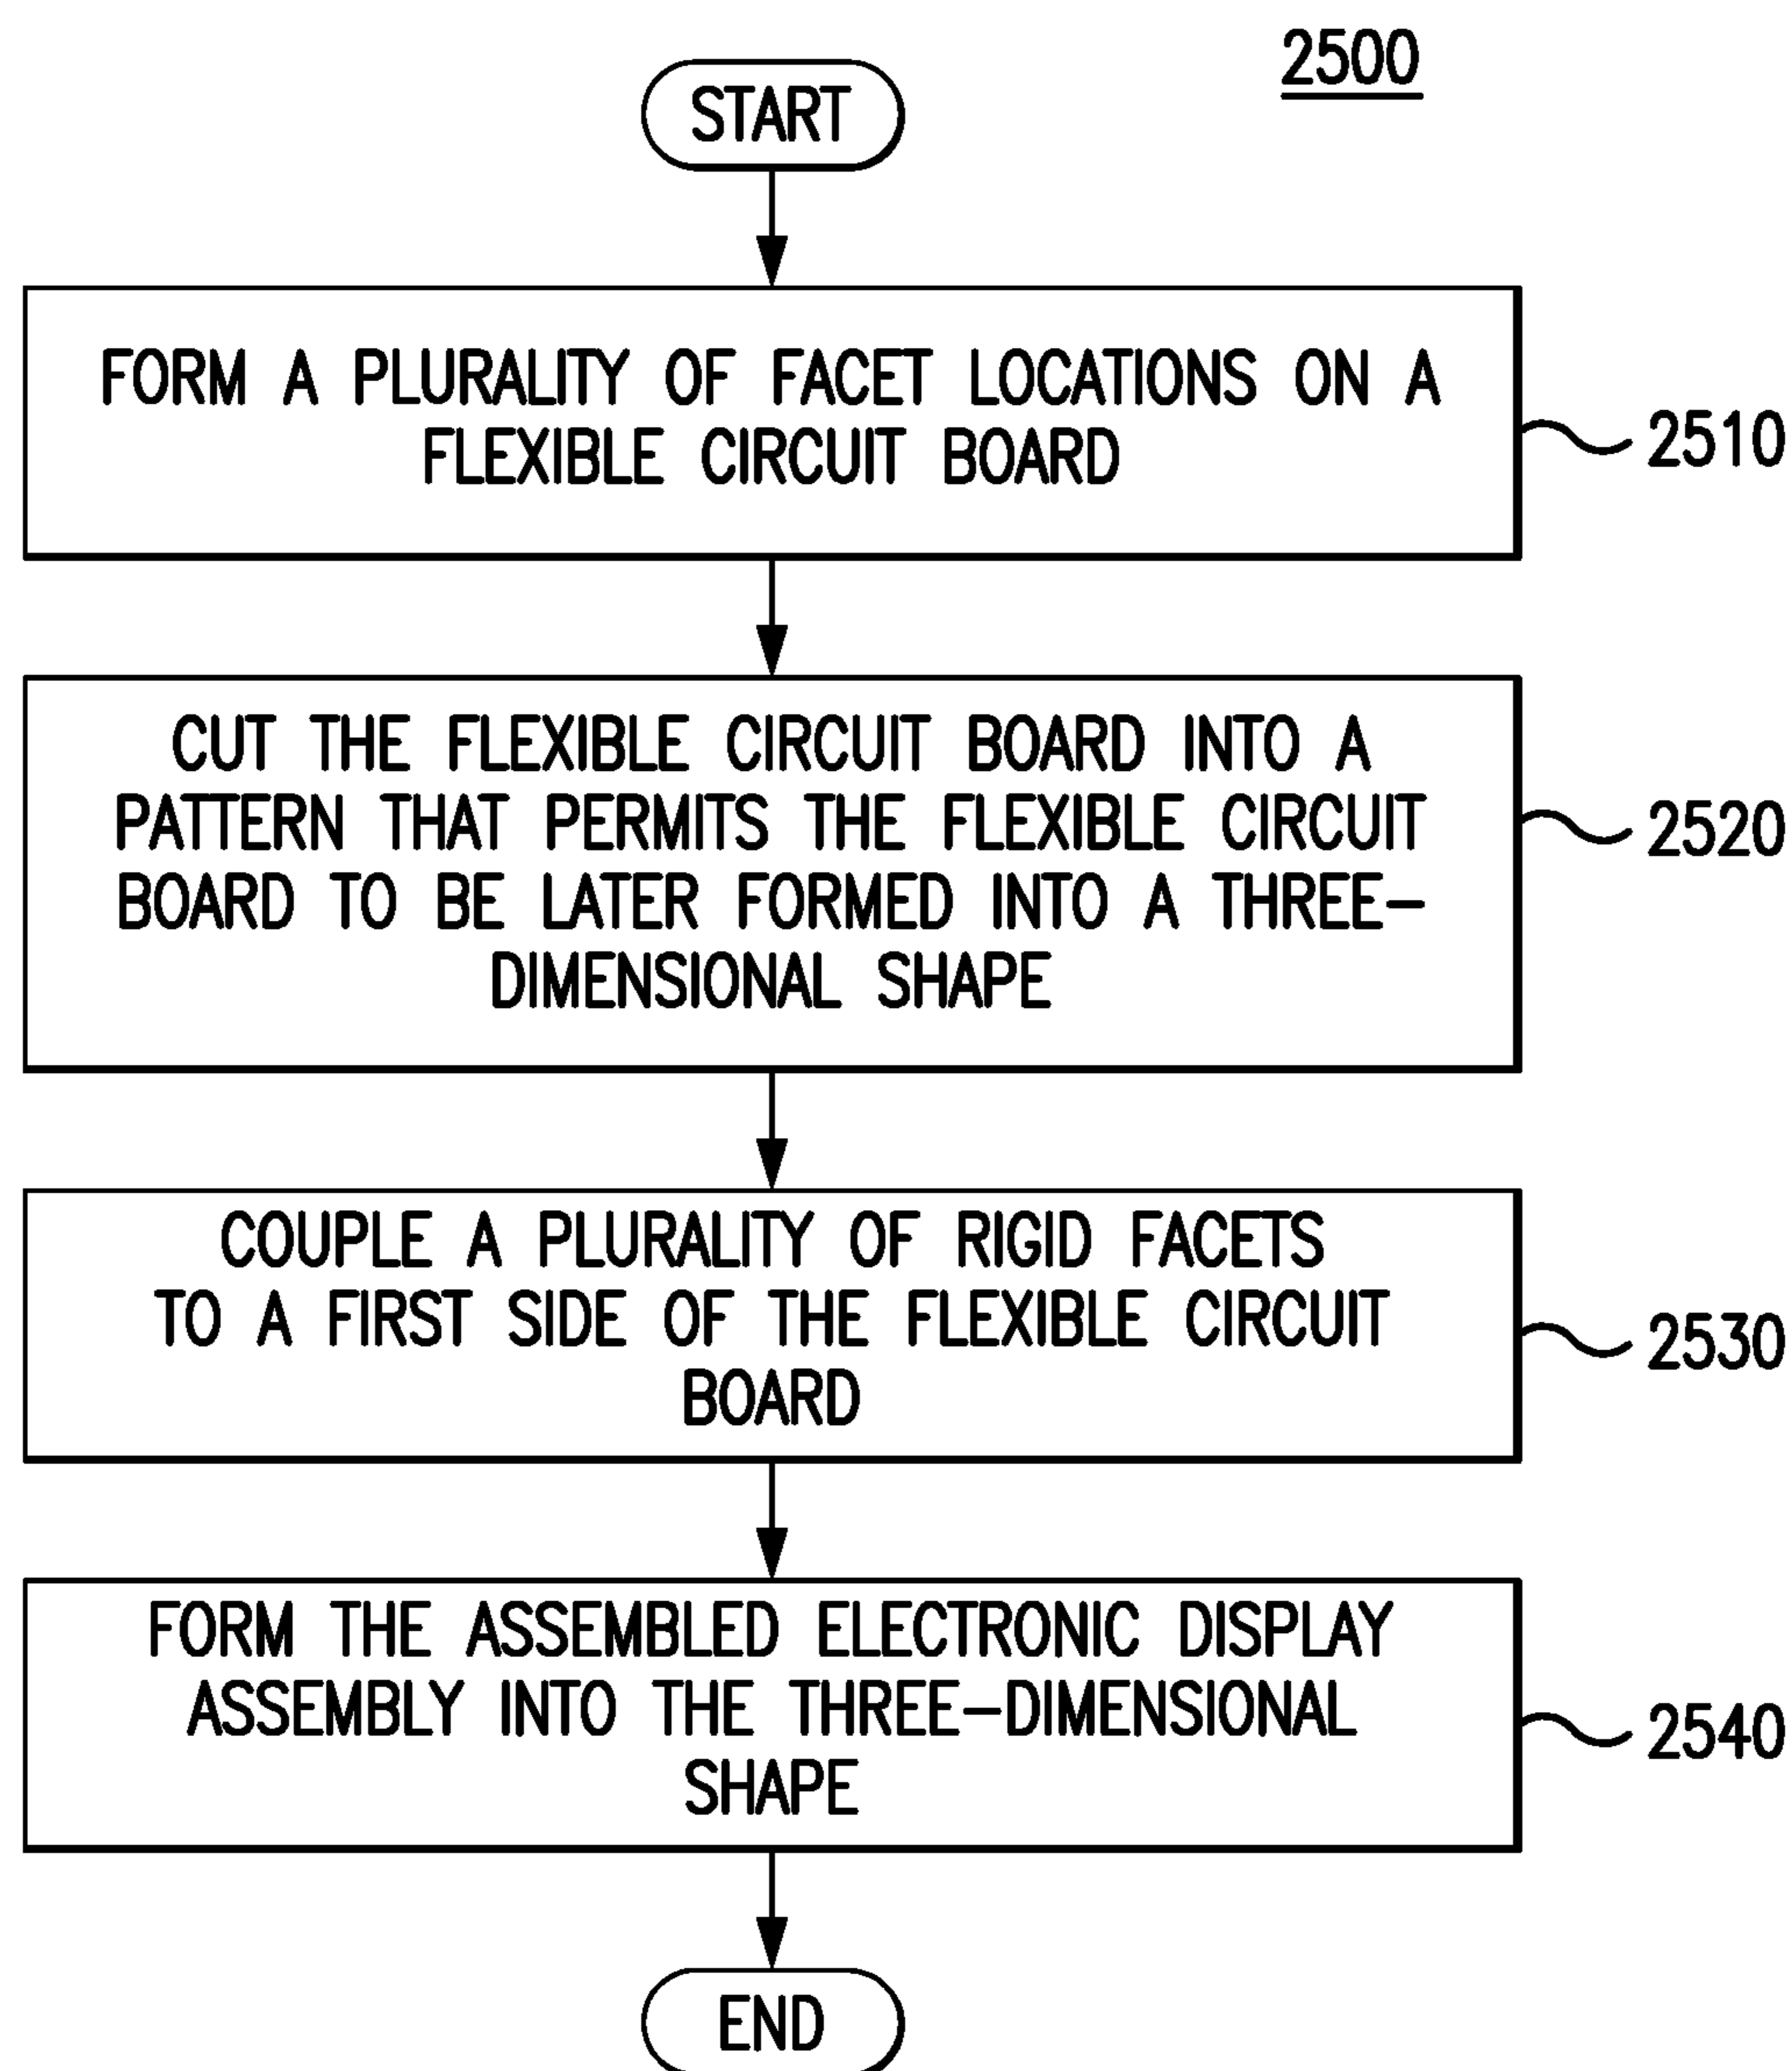 2500
START
FORM A PLURALITY OF FACET LOCATIONS ON A
FLEXIBLE CIRCUIT BOARD
2510
CUT THE FLEXIBLE CIRCUIT BOARD INTO A
PATTERN THAT PERMITS THE FLEXIBLE CIRCUIT
BOARD TO BE LATER FORMED INTO A THREE-
DIMENSIONAL SHAPE
2520
COUPLE A PLURALITY OF RIGID FACETS
TO A FIRST SIDE OF THE FLEXIBLE CIRCUIT
BOARD
2530
FORM THE ASSEMBLED ELECTRONIC DISPLAY
ASSEMBLY INTO THE THREE-DIMENSIONAL
SHAPE
2540
END